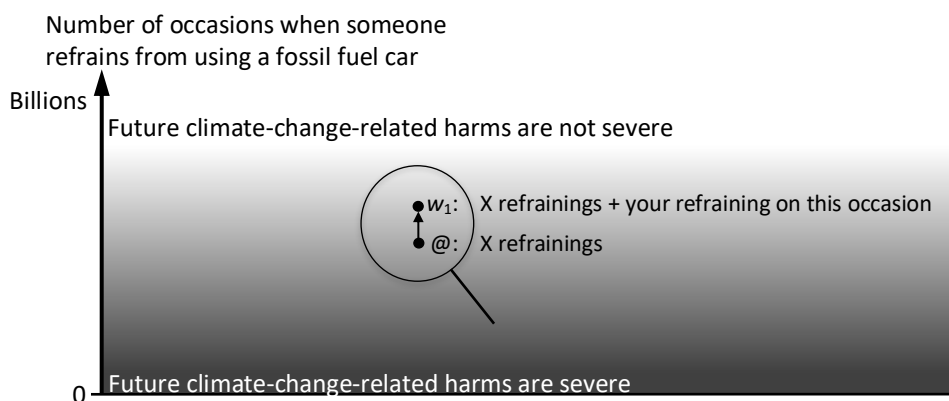 Number of occasions when someone
refrains from using a fossil fuel car
Billions
Future climate-change-related harms are not severe
w₁: X refrainings + your refraining on this occasion
@: X refrainings
Future climate-change-related harms are severe
0